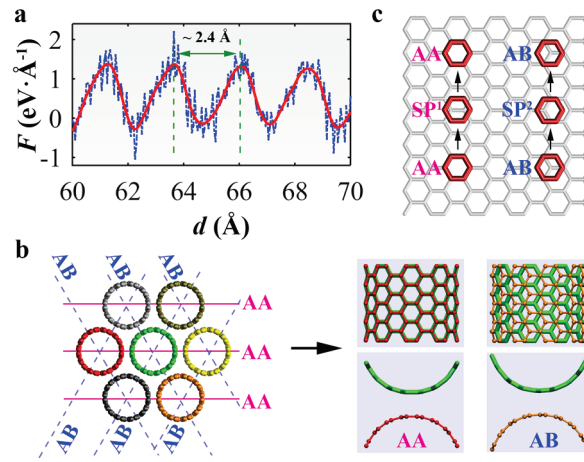 a
~ 2.4 Å
F (eV·Å⁻¹)
2
1
0
-1
60 62 64 66 68 70
d (Å)
c
AA AB
SP¹ SP²
AA AB
b
AB AB AB
AA
AA
AA
AB AB AB
AA AB